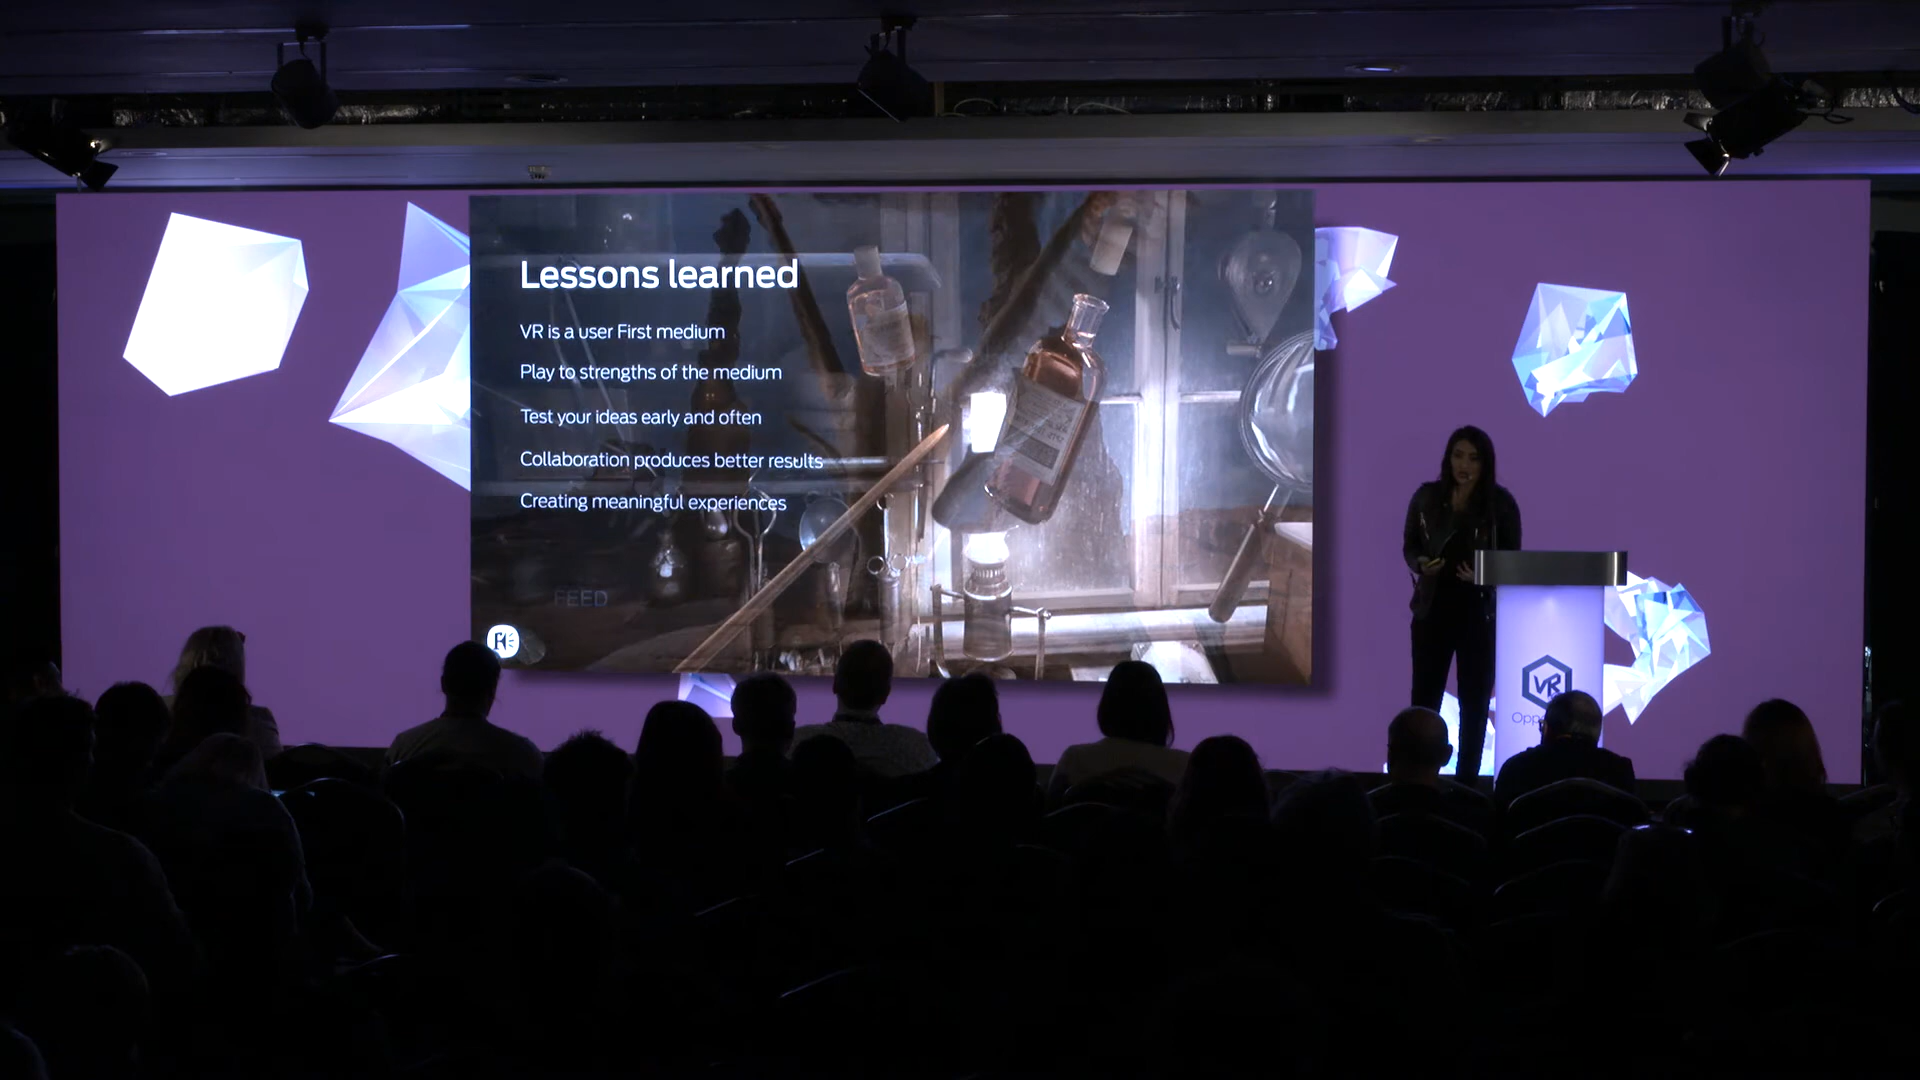 Lessons learned
VR is a user First medium
Play to strengths of the medium
Test your ideas early and often
Collaboration produces better results
Creating meaningful experiences
FEED
VR
Opp